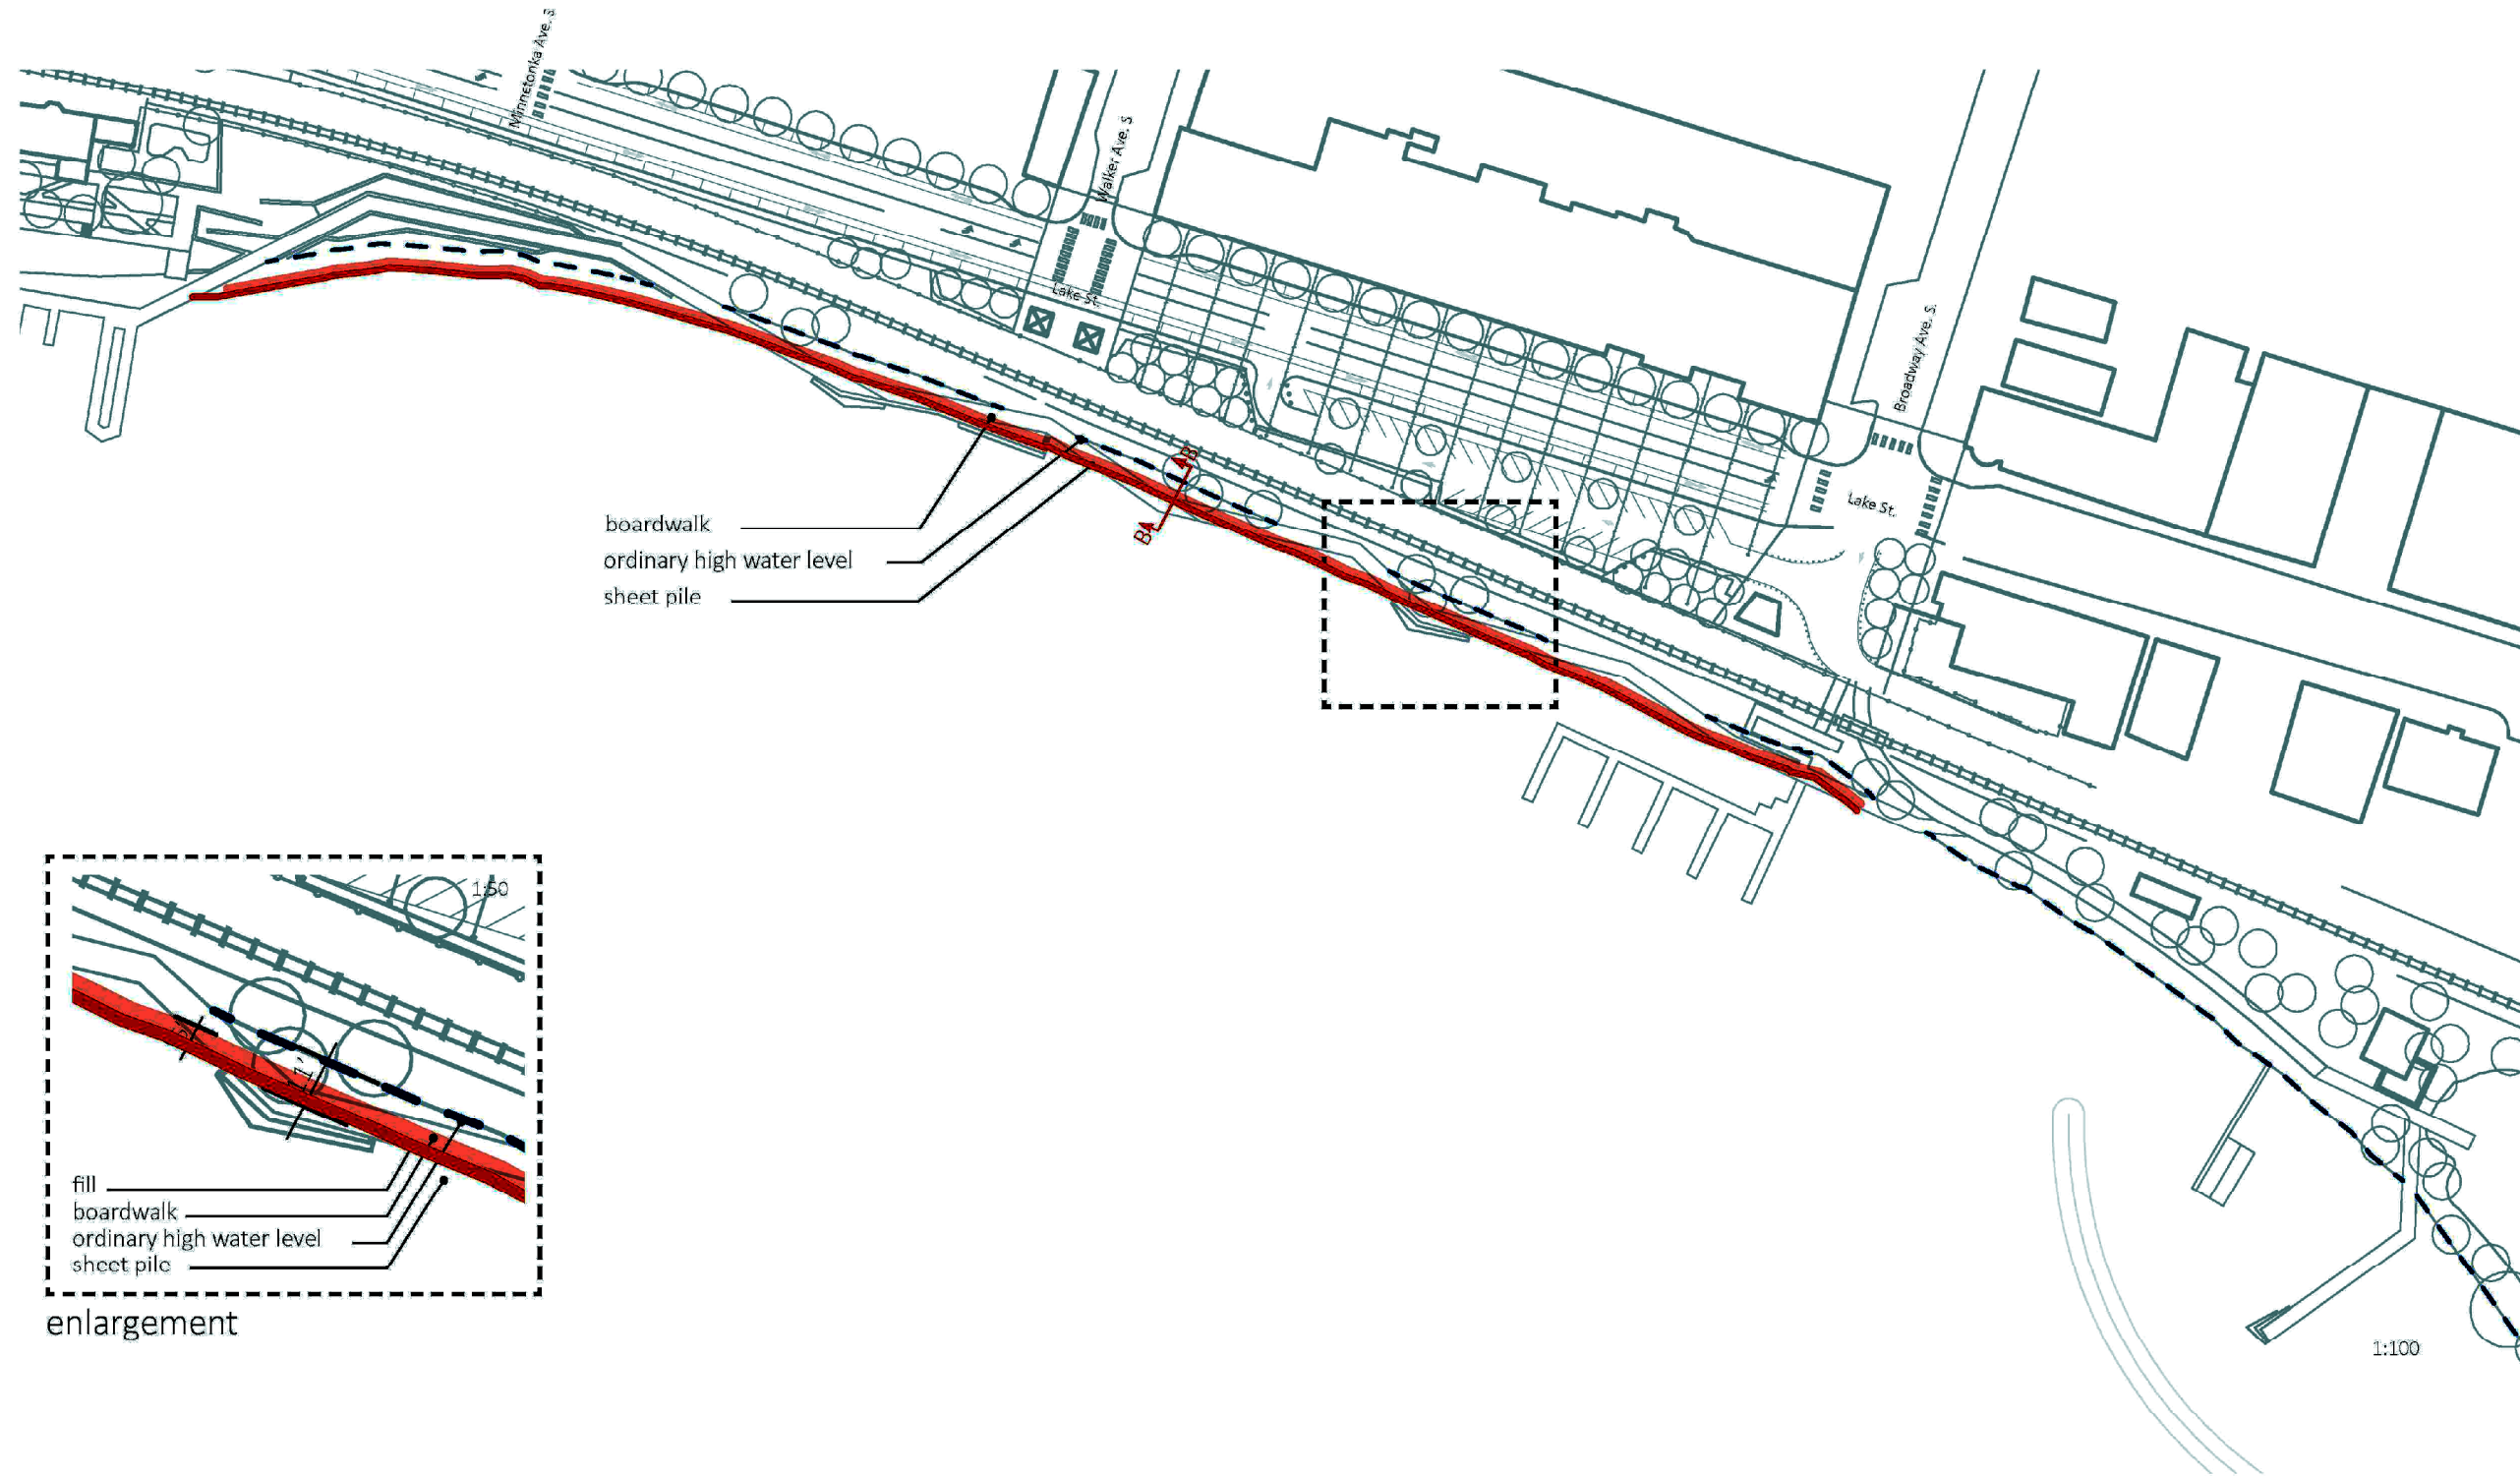 Minnetonka Ave. S.
Walker Ave. S.
Lake St.
Broadway Ave. S.
Lake St.
B
B
boardwalk
ordinary high water level
sheet pile
1:50
fill
boardwalk
ordinary high water level
sheet pile
enlargement
1:100